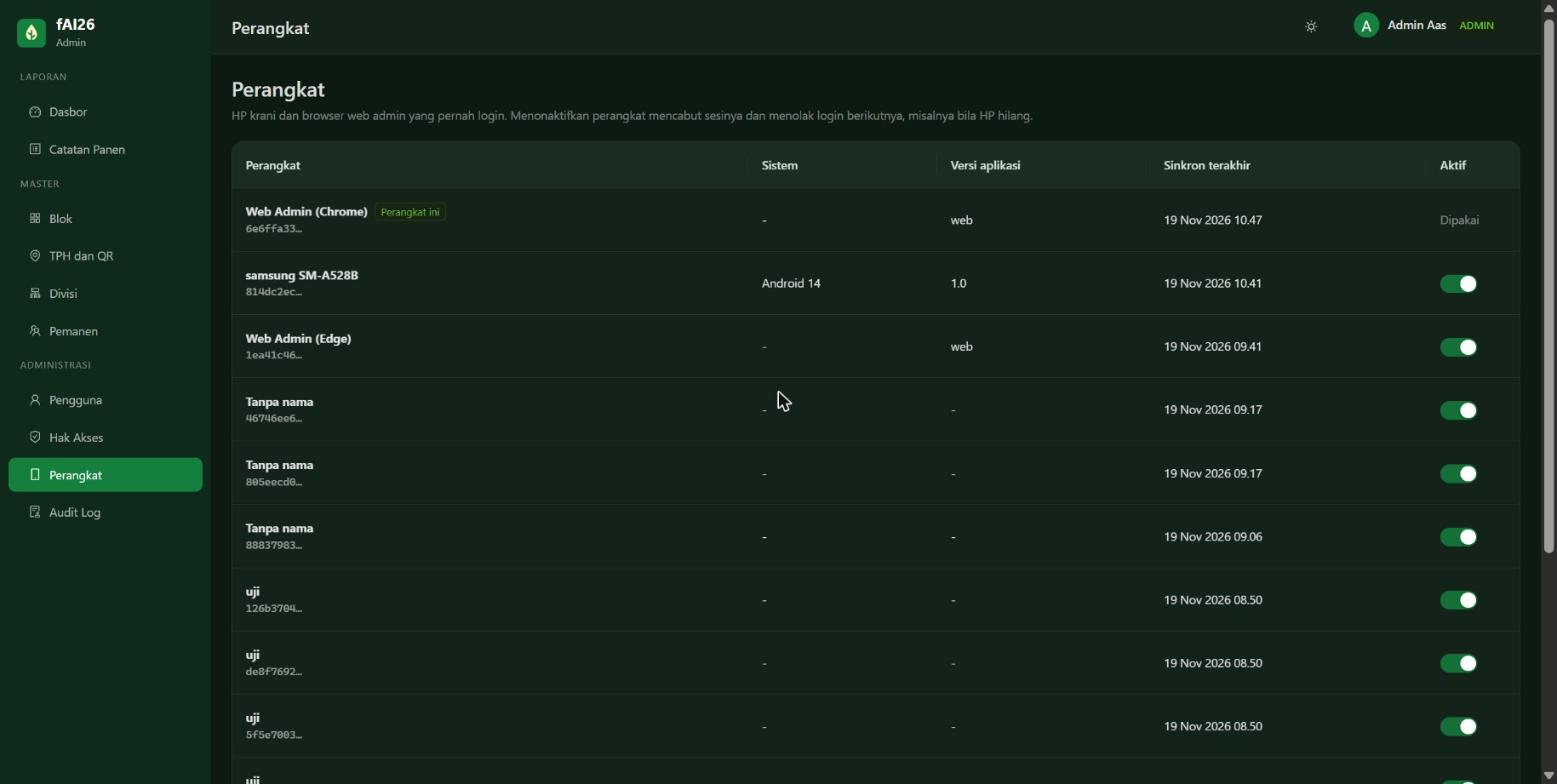 fAI26
Admin
LAPORAN
Dasbor
Catatan Panen
MASTER
Blok
TPH dan QR
Divisi
Pemanen
ADMINISTRASI
Pengguna
Hak Akses
Perangkat
Audit Log
Perangkat
A Admin Aas ADMIN
Perangkat
HP krani dan browser web admin yang pernah login. Menonaktifkan perangkat mencabut sesinya dan menolak login berikutnya, misalnya bila HP hilang.
Perangkat Sistem Versi aplikasi Sinkron terakhir Aktif
Web Admin (Chrome) Perangkat ini
6e6ffa33… - web 19 Nov 2026 10.47 Dipakai
samsung SM-A528B
814dc2ec… Android 14 1.0 19 Nov 2026 10.41
Web Admin (Edge)
1ea41c46… - web 19 Nov 2026 09.41
Tanpa nama
46746ee6… - - 19 Nov 2026 09.17
Tanpa nama
805eecd0… - - 19 Nov 2026 09.17
Tanpa nama
88837983… - - 19 Nov 2026 09.06
uji
126b3704… - - 19 Nov 2026 08.50
uji
de8f7692… - - 19 Nov 2026 08.50
uji
5f5e7003… - - 19 Nov 2026 08.50
uji